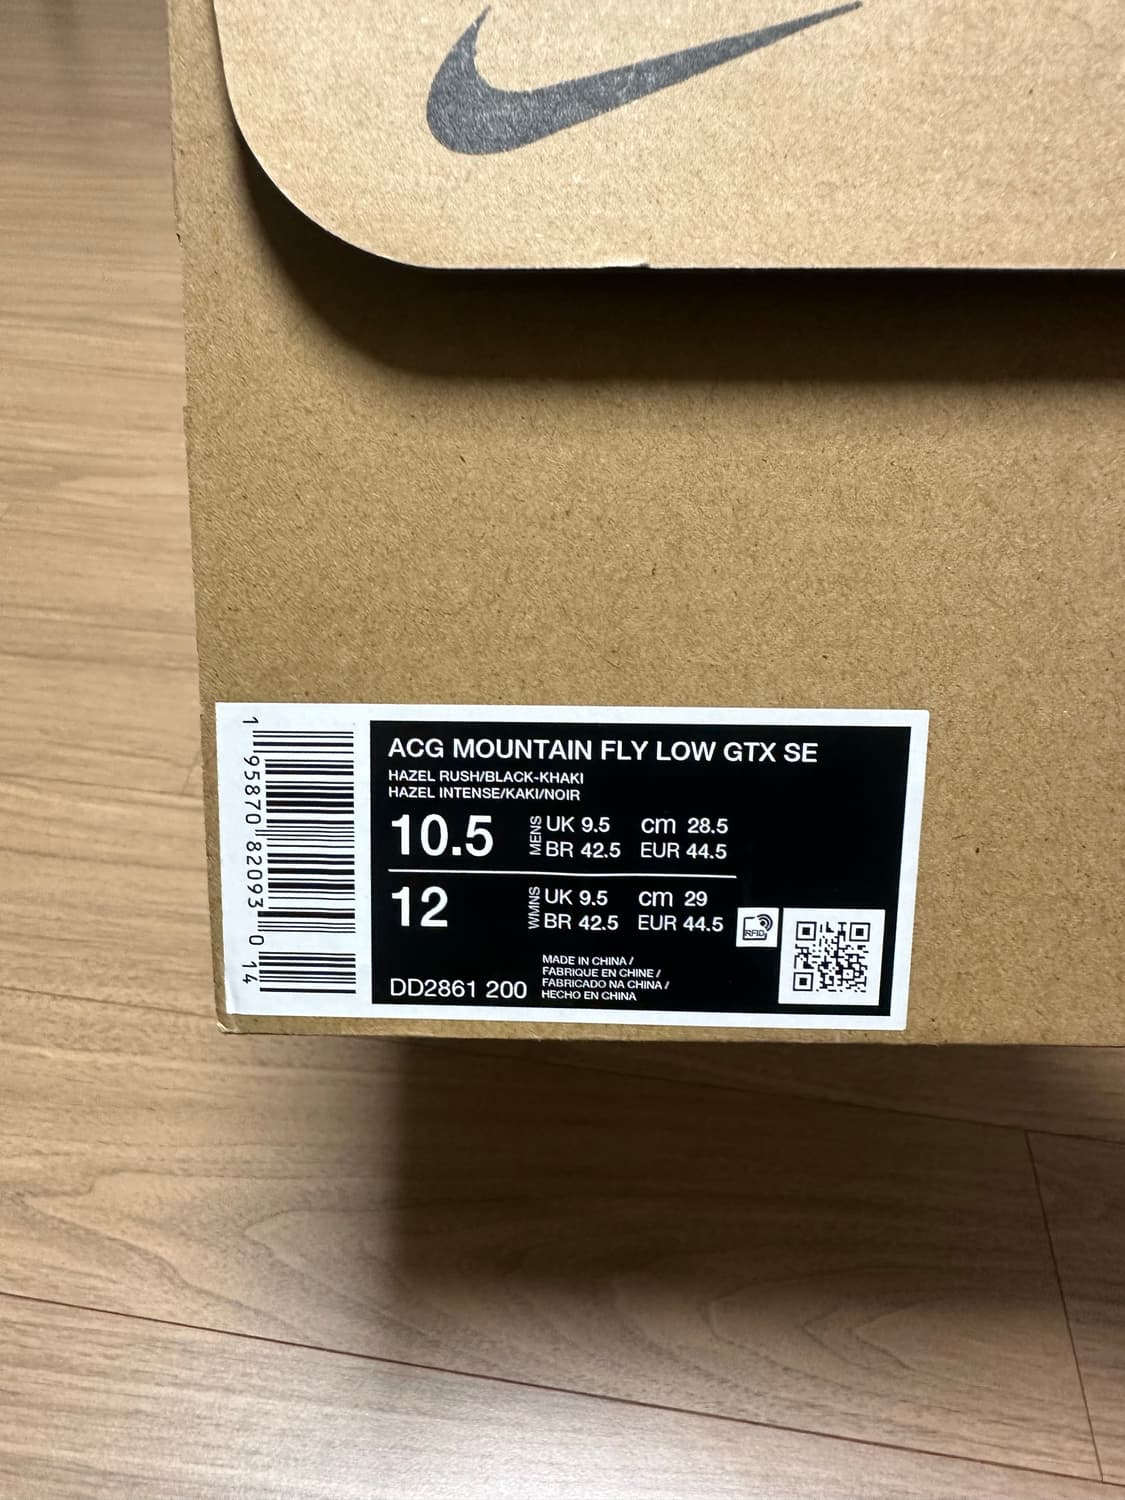 ACG MOUNTAIN FLY LOW GTX SE
HAZEL RUSH/BLACK-KHAKI
HAZEL INTENSE/KAKI/NOIR
10.5 MENS UK 9.5 cm 28.5
BR 42.5 EUR 44.5
12 WMNS UK 9.5 cm 29
BR 42.5 EUR 44.5
RFID
MADE IN CHINA /
FABRIQUE EN CHINE /
FABRICADO NA CHINA /
HECHO EN CHINA
DD2861 200
1 95870 82093 0 14